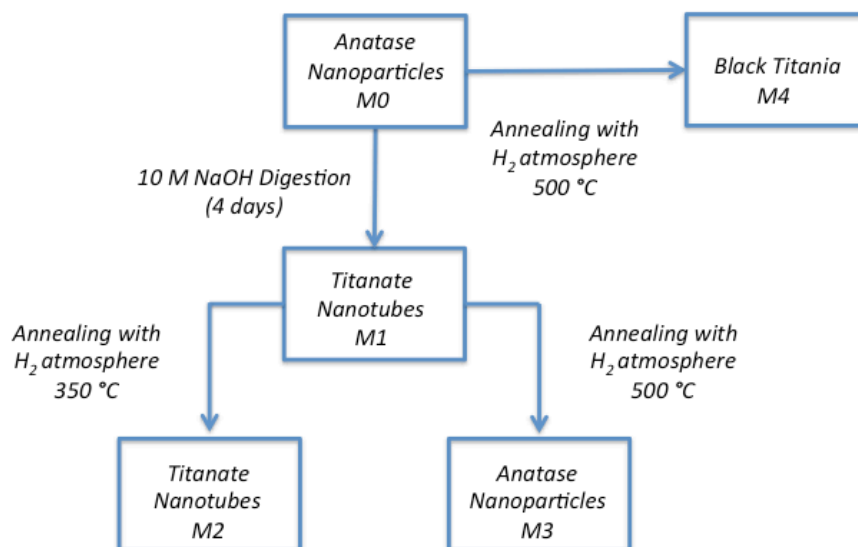 Anatase
Nanoparticles
M0
Black Titania
M4
Annealing with
H₂ atmosphere
500 °C
10 M NaOH Digestion
(4 days)
Titanate
Nanotubes
M1
Annealing with
H₂ atmosphere
350 °C
Annealing with
H₂ atmosphere
500 °C
Titanate
Nanotubes
M2
Anatase
Nanoparticles
M3